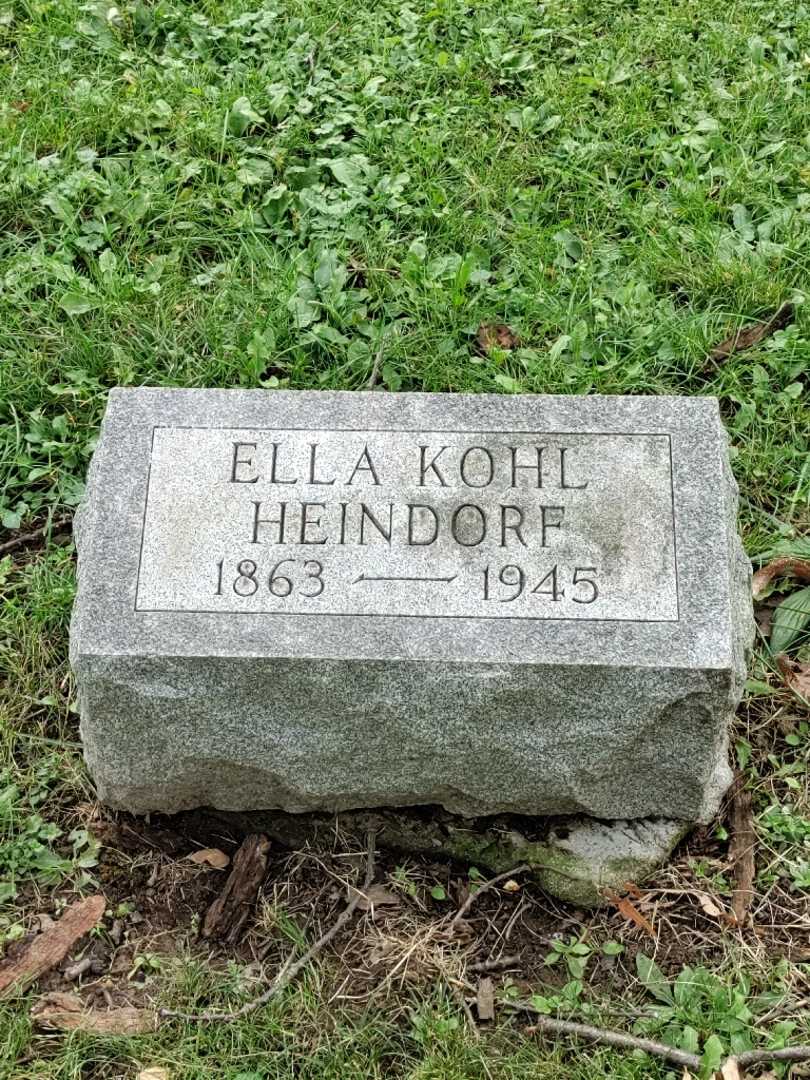 ELLA KOHL
HEINDORF
1863 — 1945